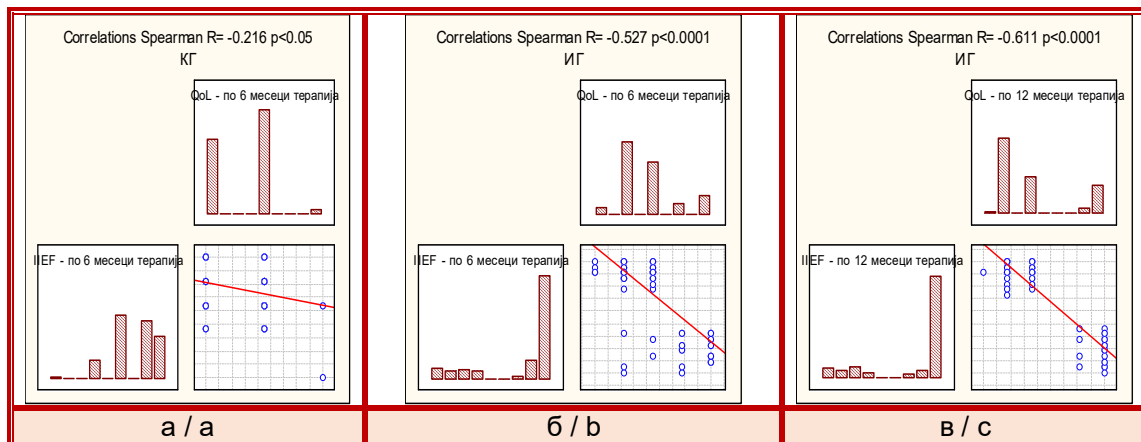 Correlations Spearman R= -0.216 p<0.05
КГ
QoL - по 6 месеци терапија
IIEF - по 6 месеци терапија
а / a
Correlations Spearman R= -0.527 p<0.0001
ИГ
QoL - по 6 месеци терапија
IIEF - по 6 месеци терапија
б / b
Correlations Spearman R= -0.611 p<0.0001
ИГ
QoL - по 12 месеци терапија
IIEF - по 12 месеци терапија
в / c